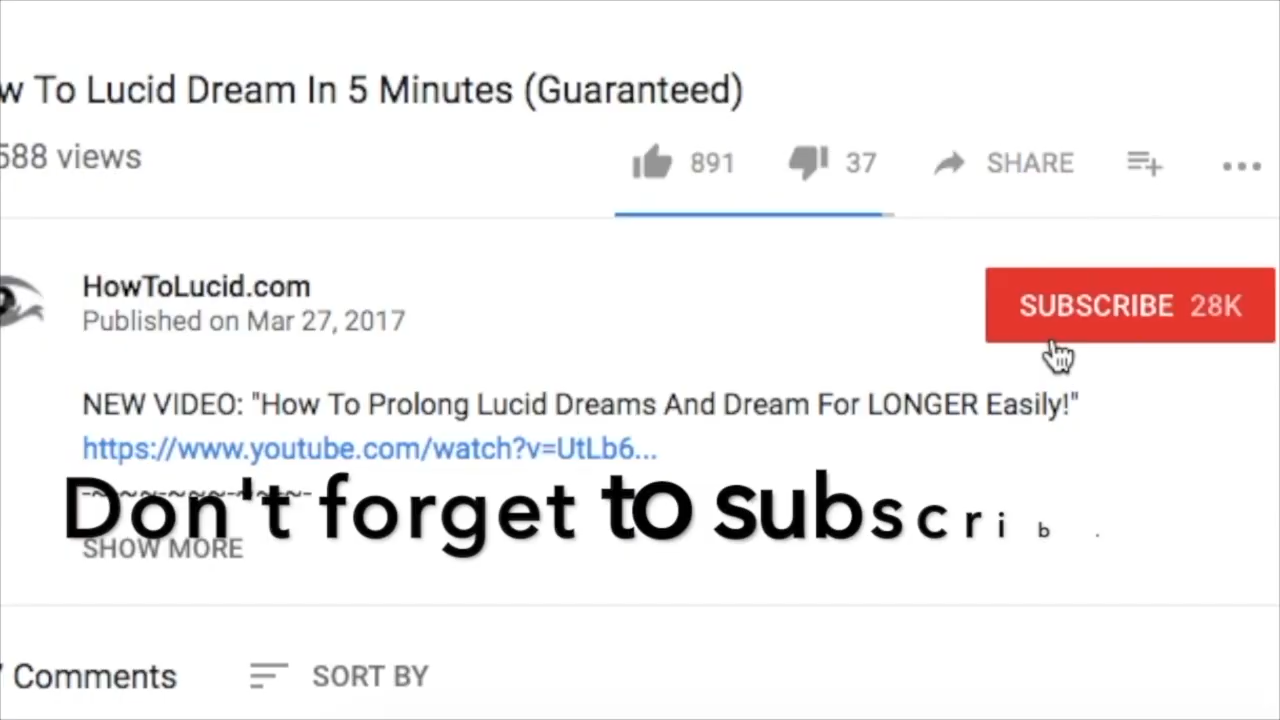 w To Lucid Dream In 5 Minutes (Guaranteed)
588 views
891 37 SHARE
HowToLucid.com
SUBSCRIBE 28K
Published on Mar 27, 2017
NEW VIDEO: "How To Prolong Lucid Dreams And Dream For LONGER Easily!"
https://www.youtube.com/watch?v=UtLb6...
Don't forget to subscrib
SHOW MORE
Comments SORT BY